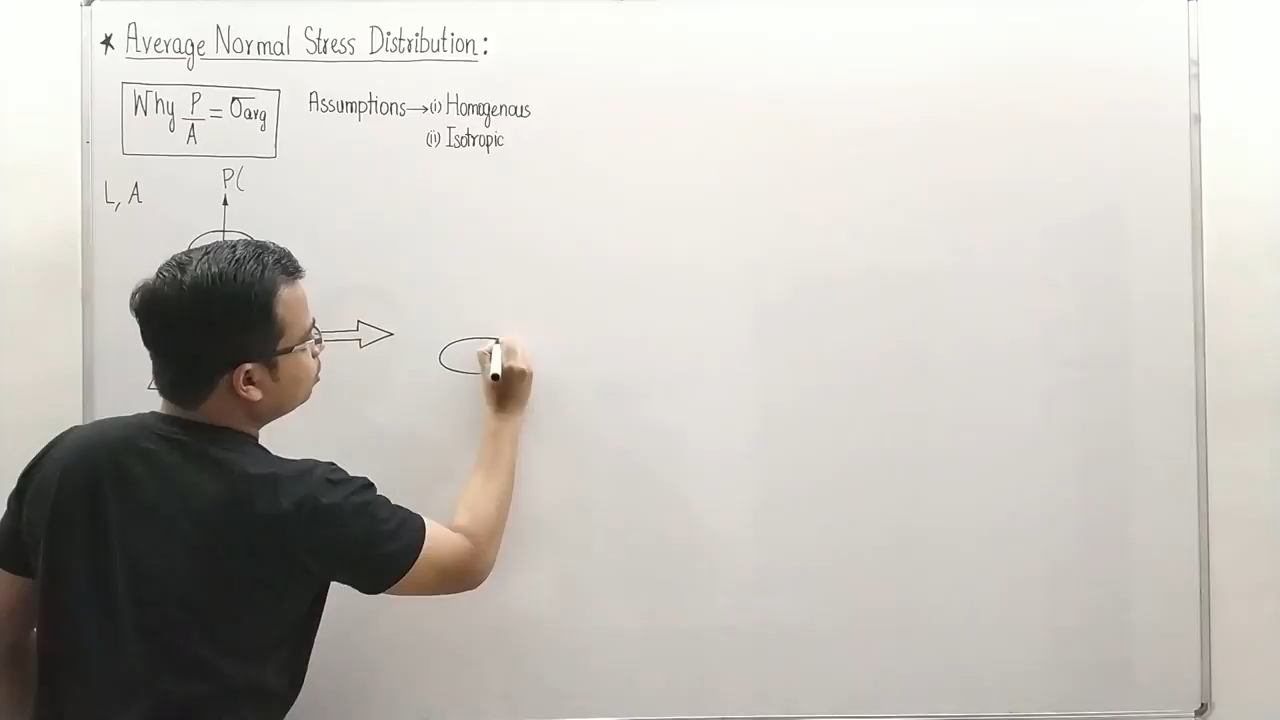 ★ Average Normal Stress Distribution:
Why P/A = σavg
Assumptions→(i) Homogenous
(ii) Isotropic
P(
L, A